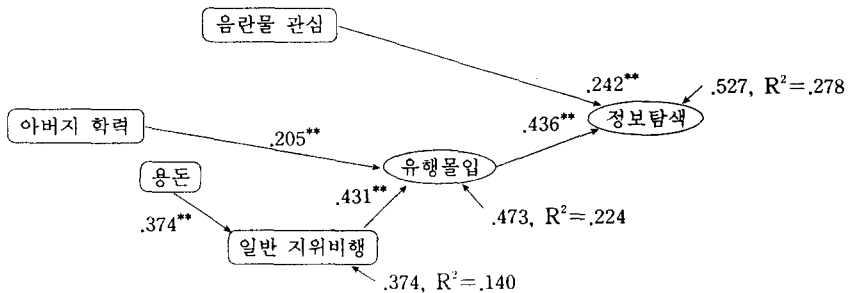 음란물 관심
.242** .527, R²=.278
아버지 학력 .436** 정보탐색
.205**
용돈 .431** 유행몰입
.374** .473, R²=.224
일반 지위비행
.374, R²=.140